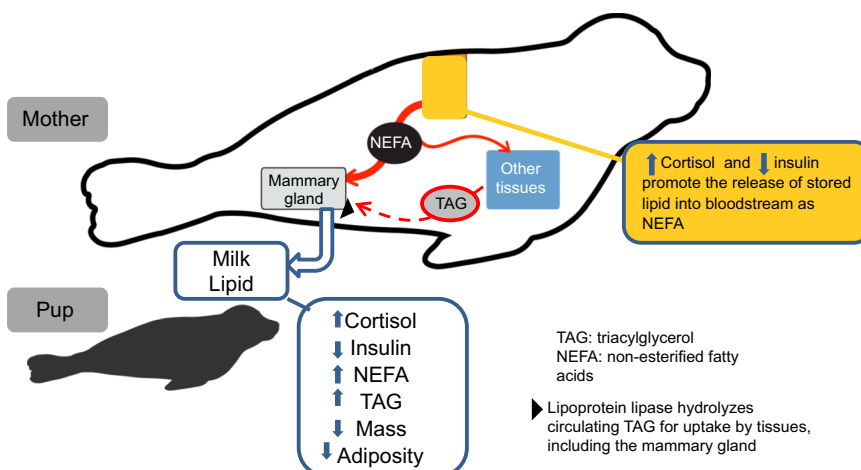 Mother
NEFA
Other
tissues
Mammary
gland
TAG
Cortisol and insulin
promote the release of stored
lipid into bloodstream as
NEFA
Milk
Lipid
Pup
Cortisol
Insulin
NEFA
TAG
Mass
Adiposity
TAG: triacylglycerol
NEFA: non-esterified fatty
acids
Lipoprotein lipase hydrolyzes
circulating TAG for uptake by tissues,
including the mammary gland